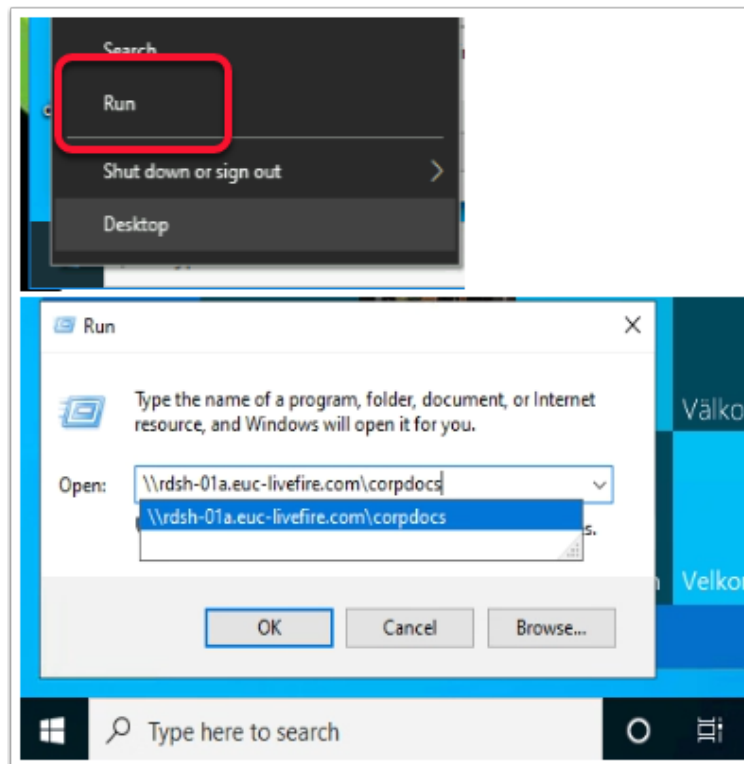 Search
Run
Shut down or sign out
Desktop
Run
Type the name of a program, folder, document, or Internet
resource, and Windows will open it for you.
Välko
Open:
\\rdsh-01a.euc-livefire.com\corpdocs
\\rdsh-01a.euc-livefire.com\corpdocs
s.
Velko
OK
Cancel
Browse...
Type here to search